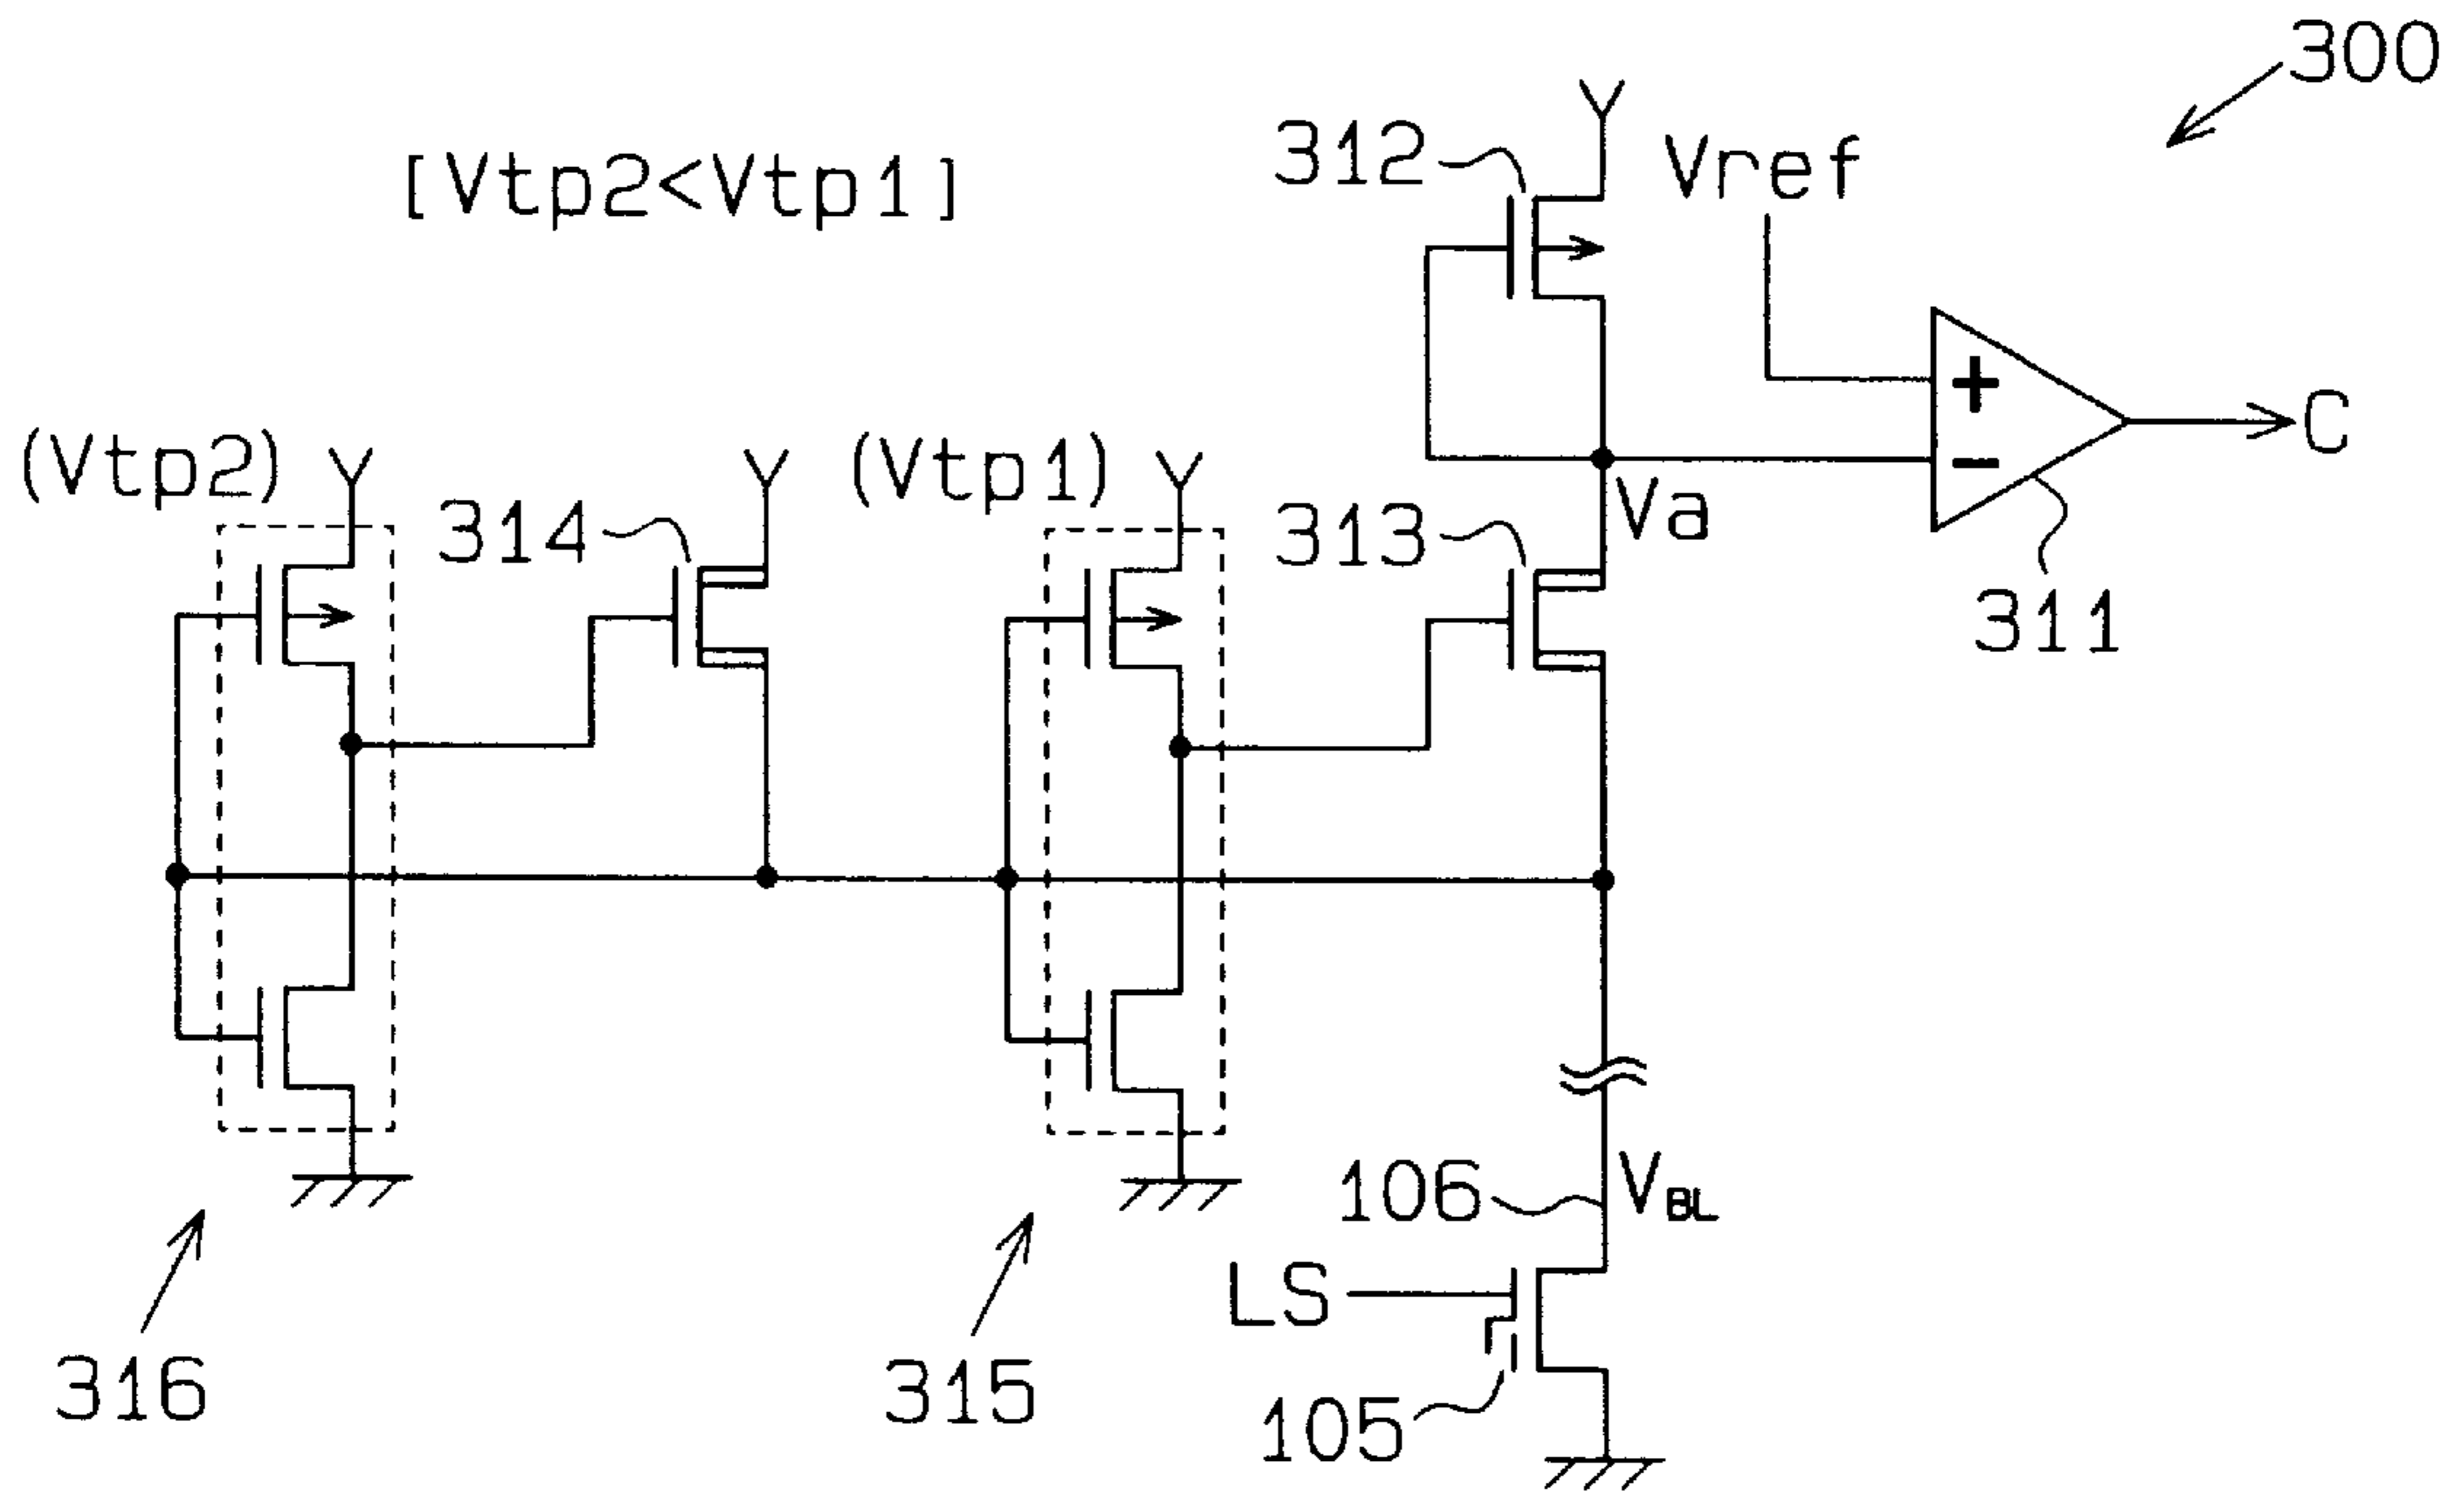 300
312
Vref
[Vtp2<Vtp1]
+
C
(Vtp2)
314
(Vtp1)
313
Va
−
311
106
VBL
LS
316
315
105